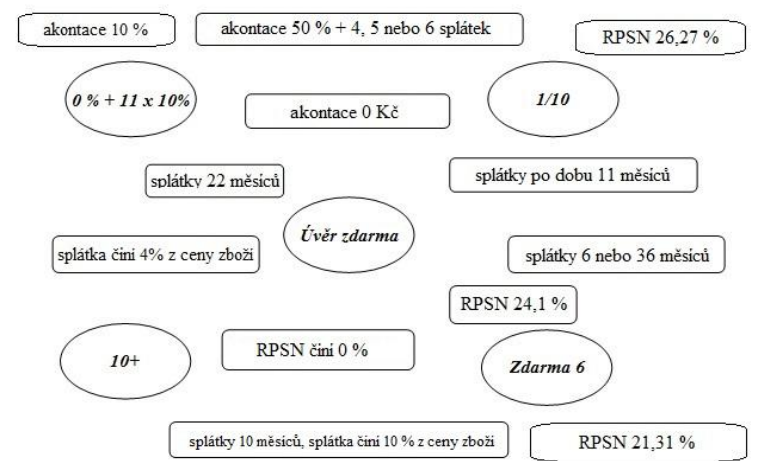 akontace 10 %
akontace 50 % + 4, 5 nebo 6 splátek
RPSN 26,27 %
0 % + 11 x 10%
akontace 0 Kč
1/10
splátky 22 měsíců
splátky po dobu 11 měsíců
Úvěr zdarma
splátka činí 4% z ceny zboží
splátky 6 nebo 36 měsíců
RPSN 24,1 %
10+
RPSN činí 0 %
Zdarma 6
splátky 10 měsíců, splátka činí 10 % z ceny zboží
RPSN 21,31 %